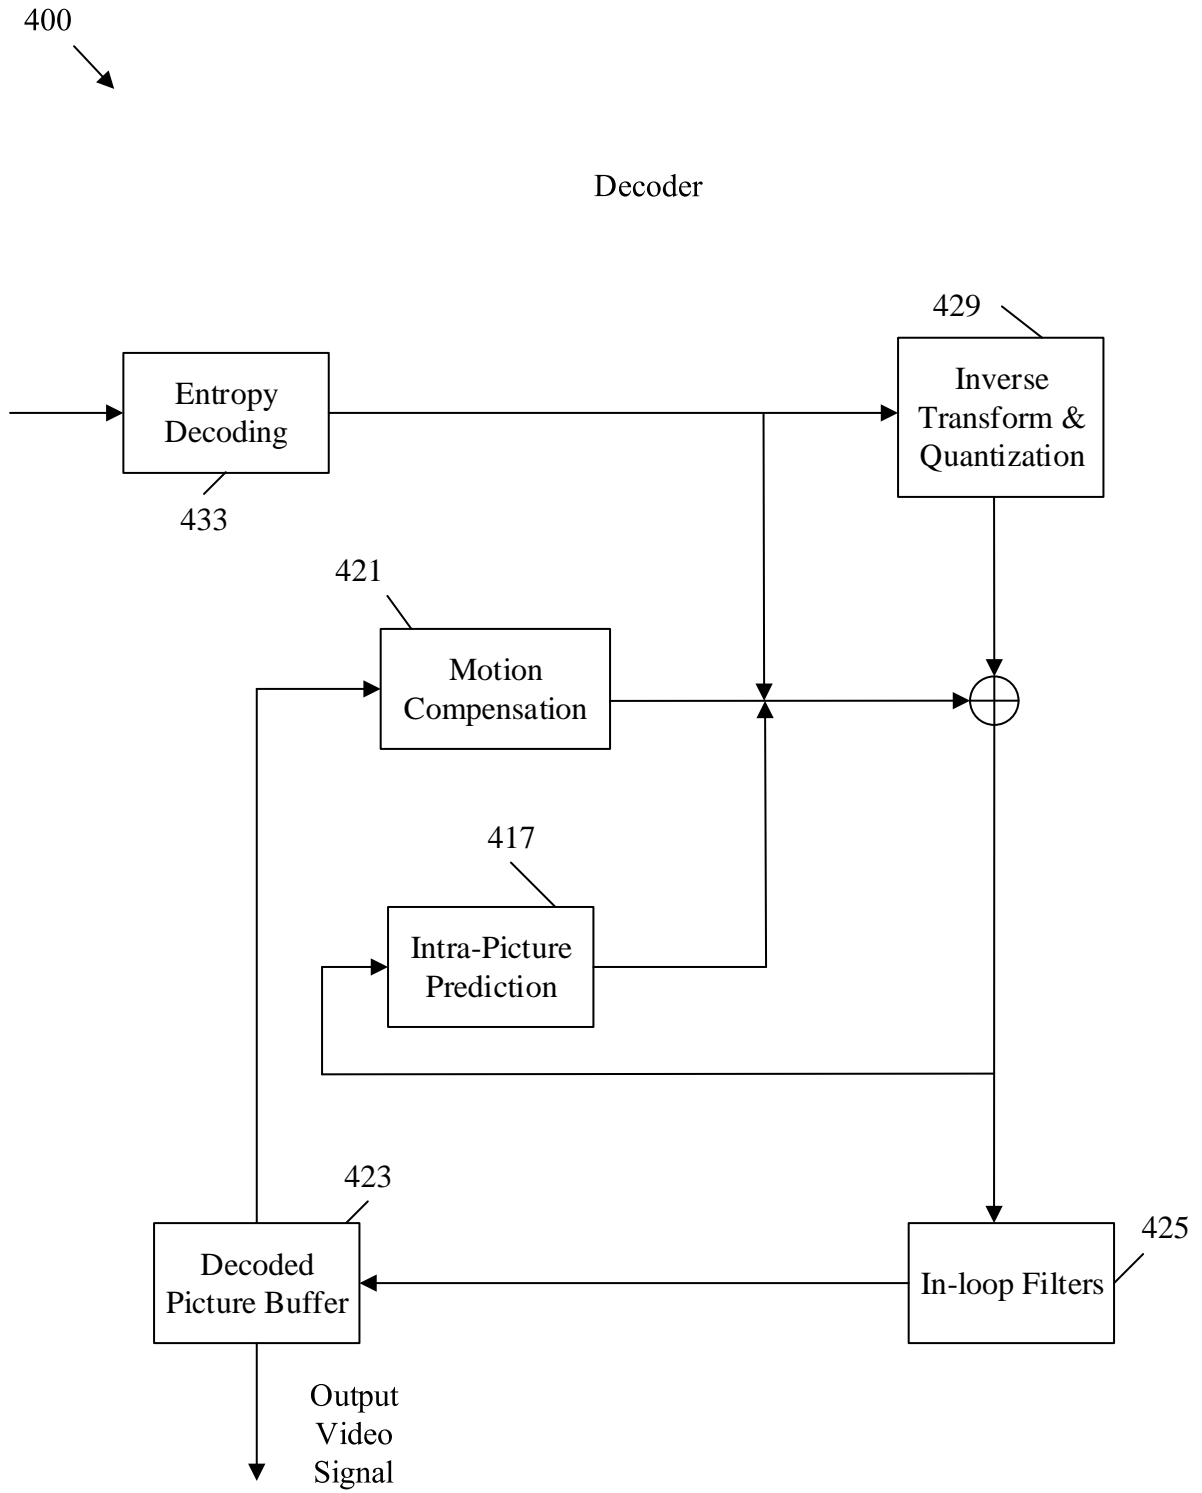 400
Decoder
429
Entropy
Decoding
433
Inverse
Transform &
Quantization
421
Motion
Compensation
417
Intra-Picture
Prediction
423
Decoded
Picture Buffer
425
In-loop Filters
Output
Video
Signal